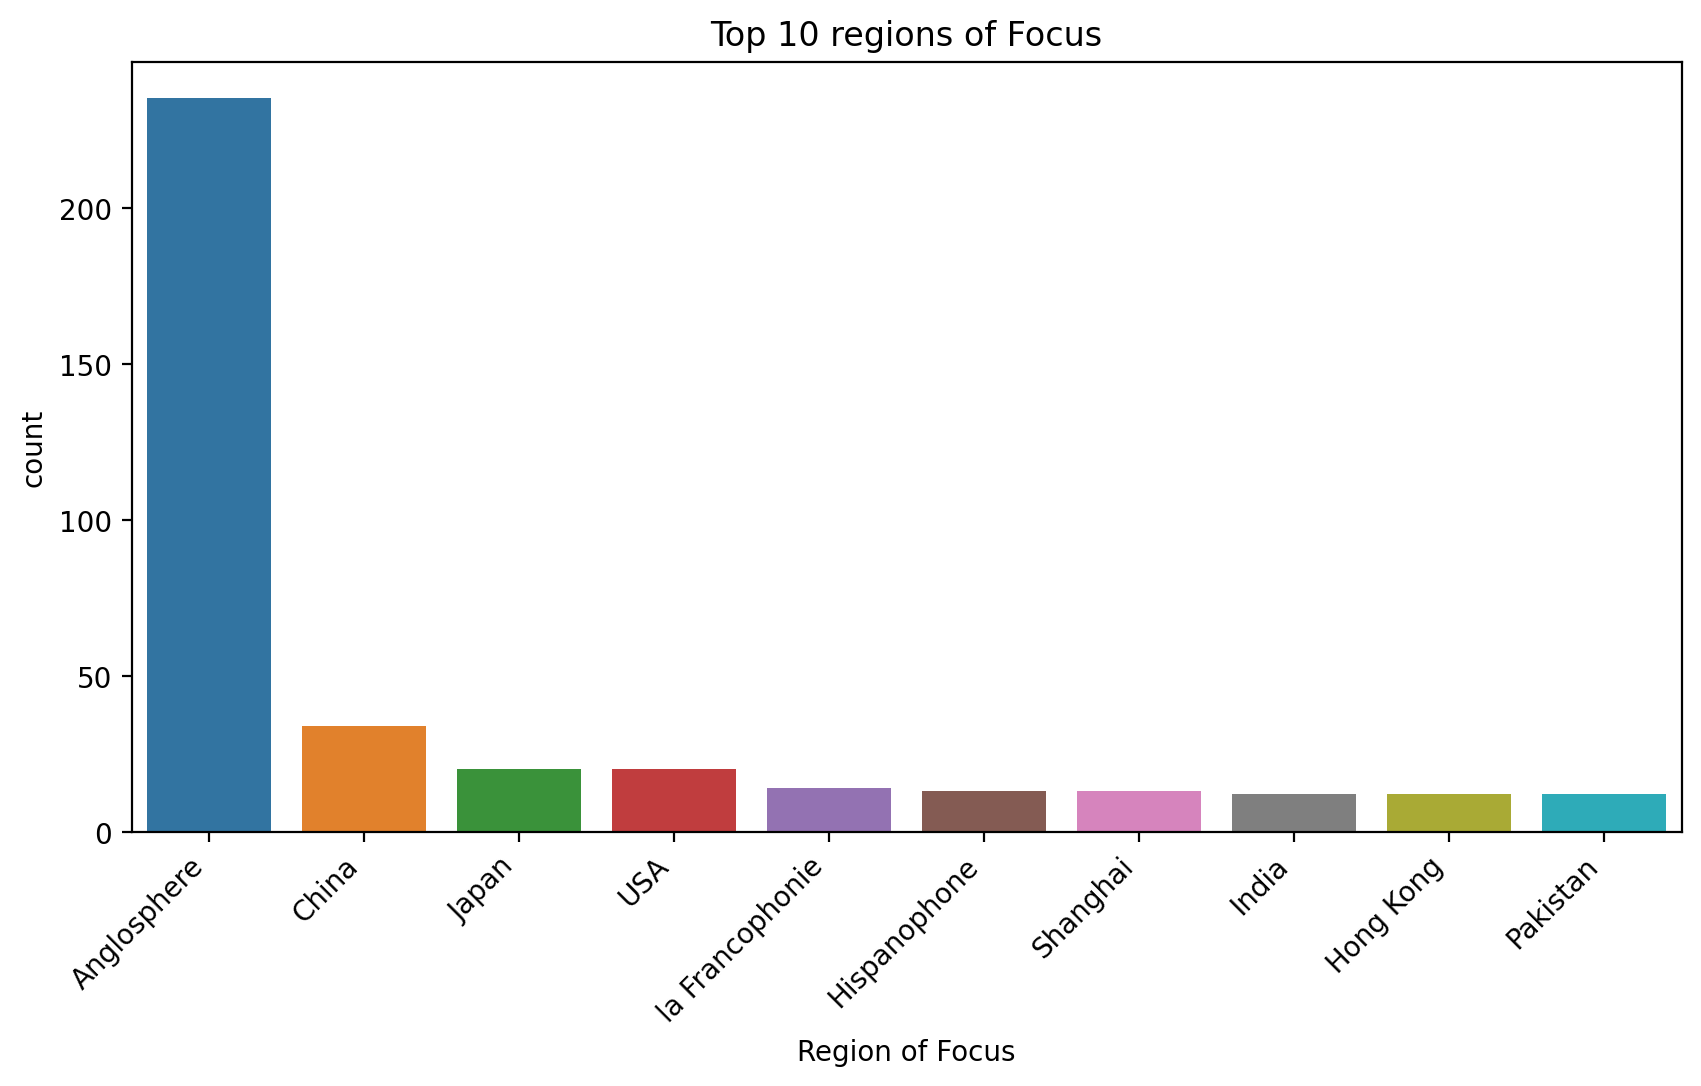 Top 10 regions of Focus
200
150
100
50
0
count
Anglosphere
China
Japan
USA
la Francophonie
Hispanophone
Shanghai
India
Hong Kong
Pakistan
Region of Focus